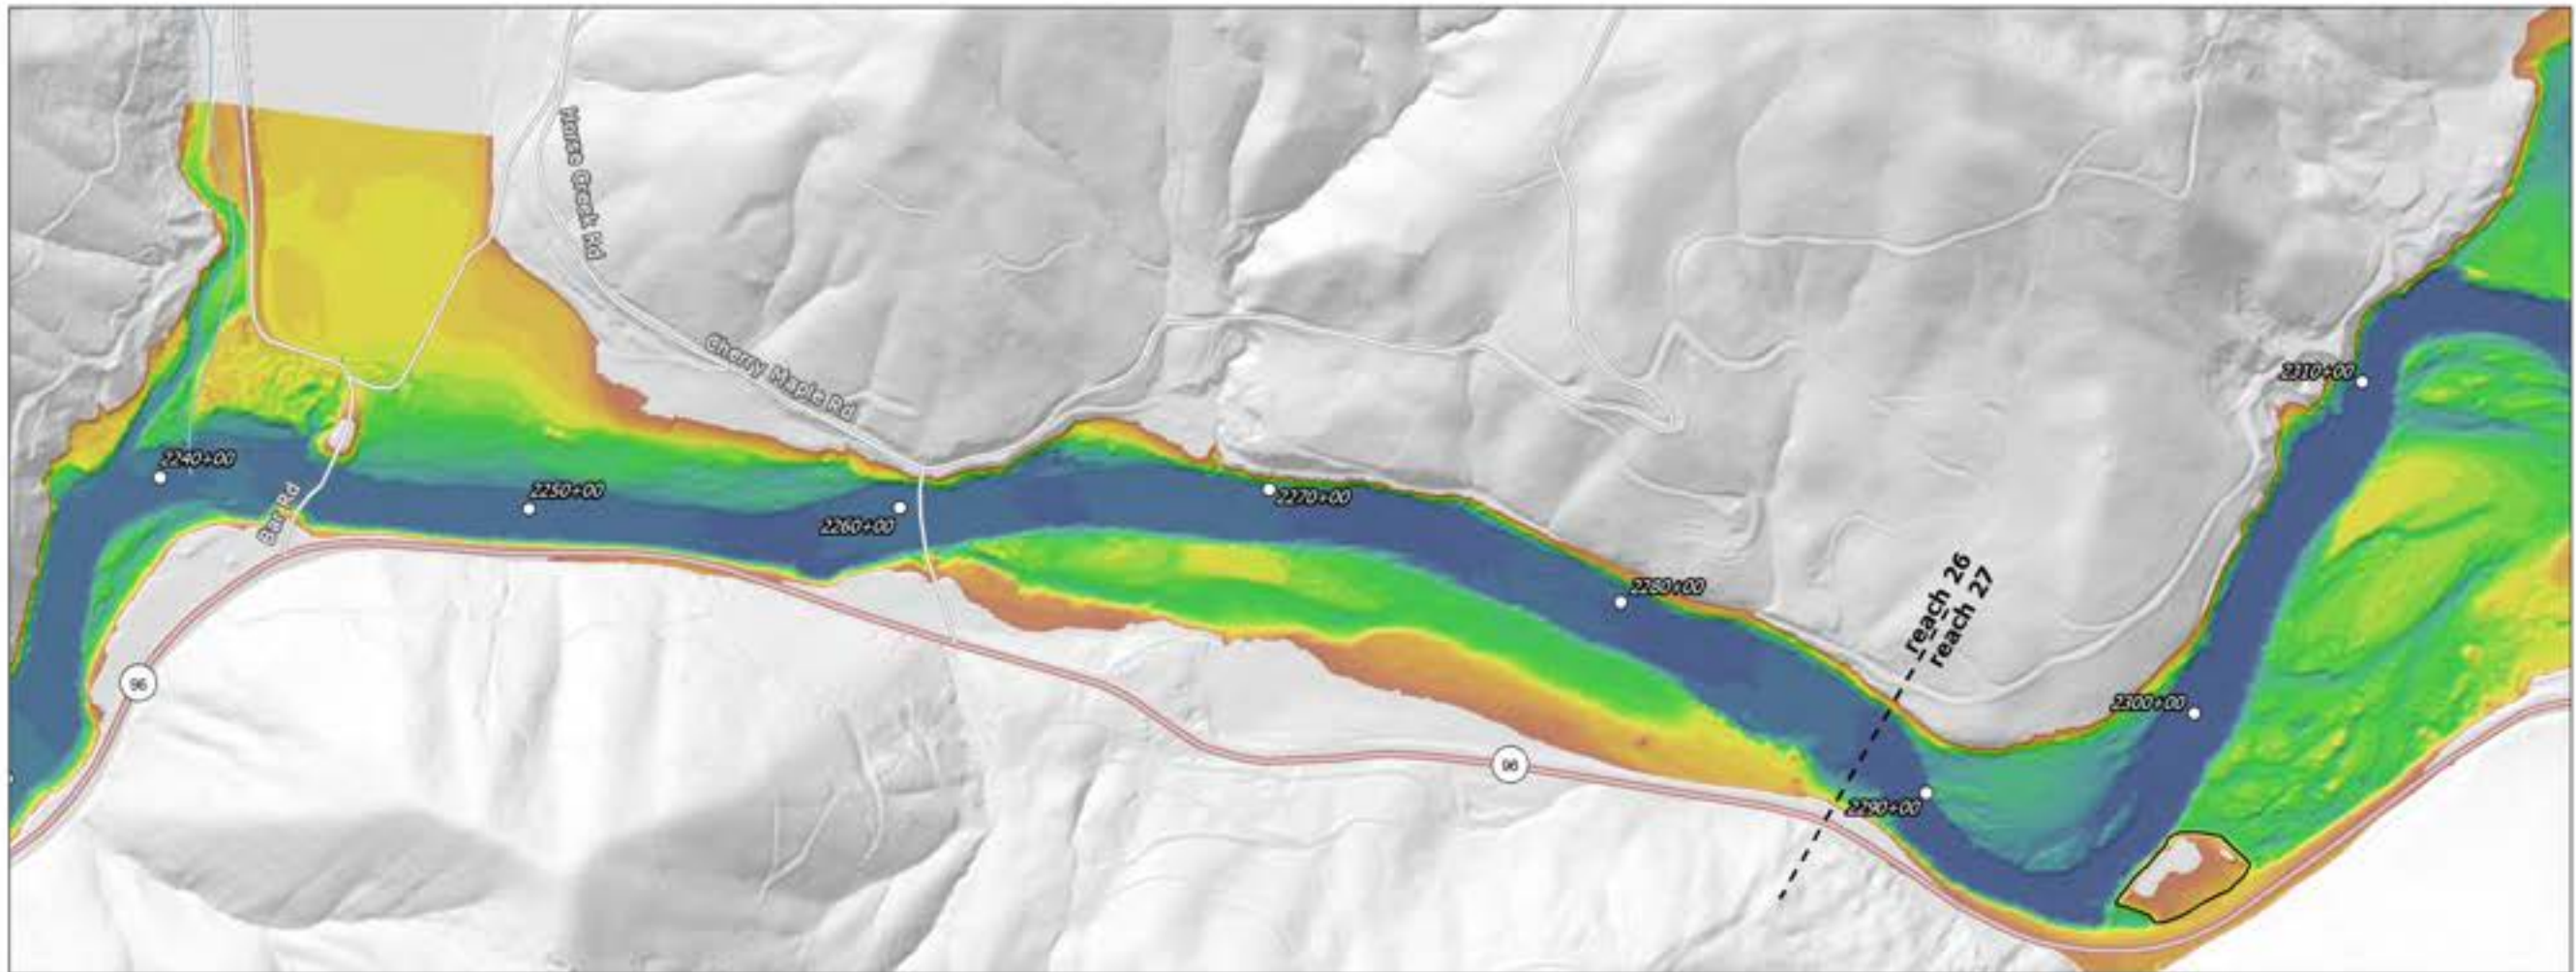 Horse Creek Rd
Cherry Maple Rd
2310+00
2240+00
2250+00
2260+00
2270+00
Bar Rd
2280+00
reach 26
reach 27
96
2300+00
96
2290+00